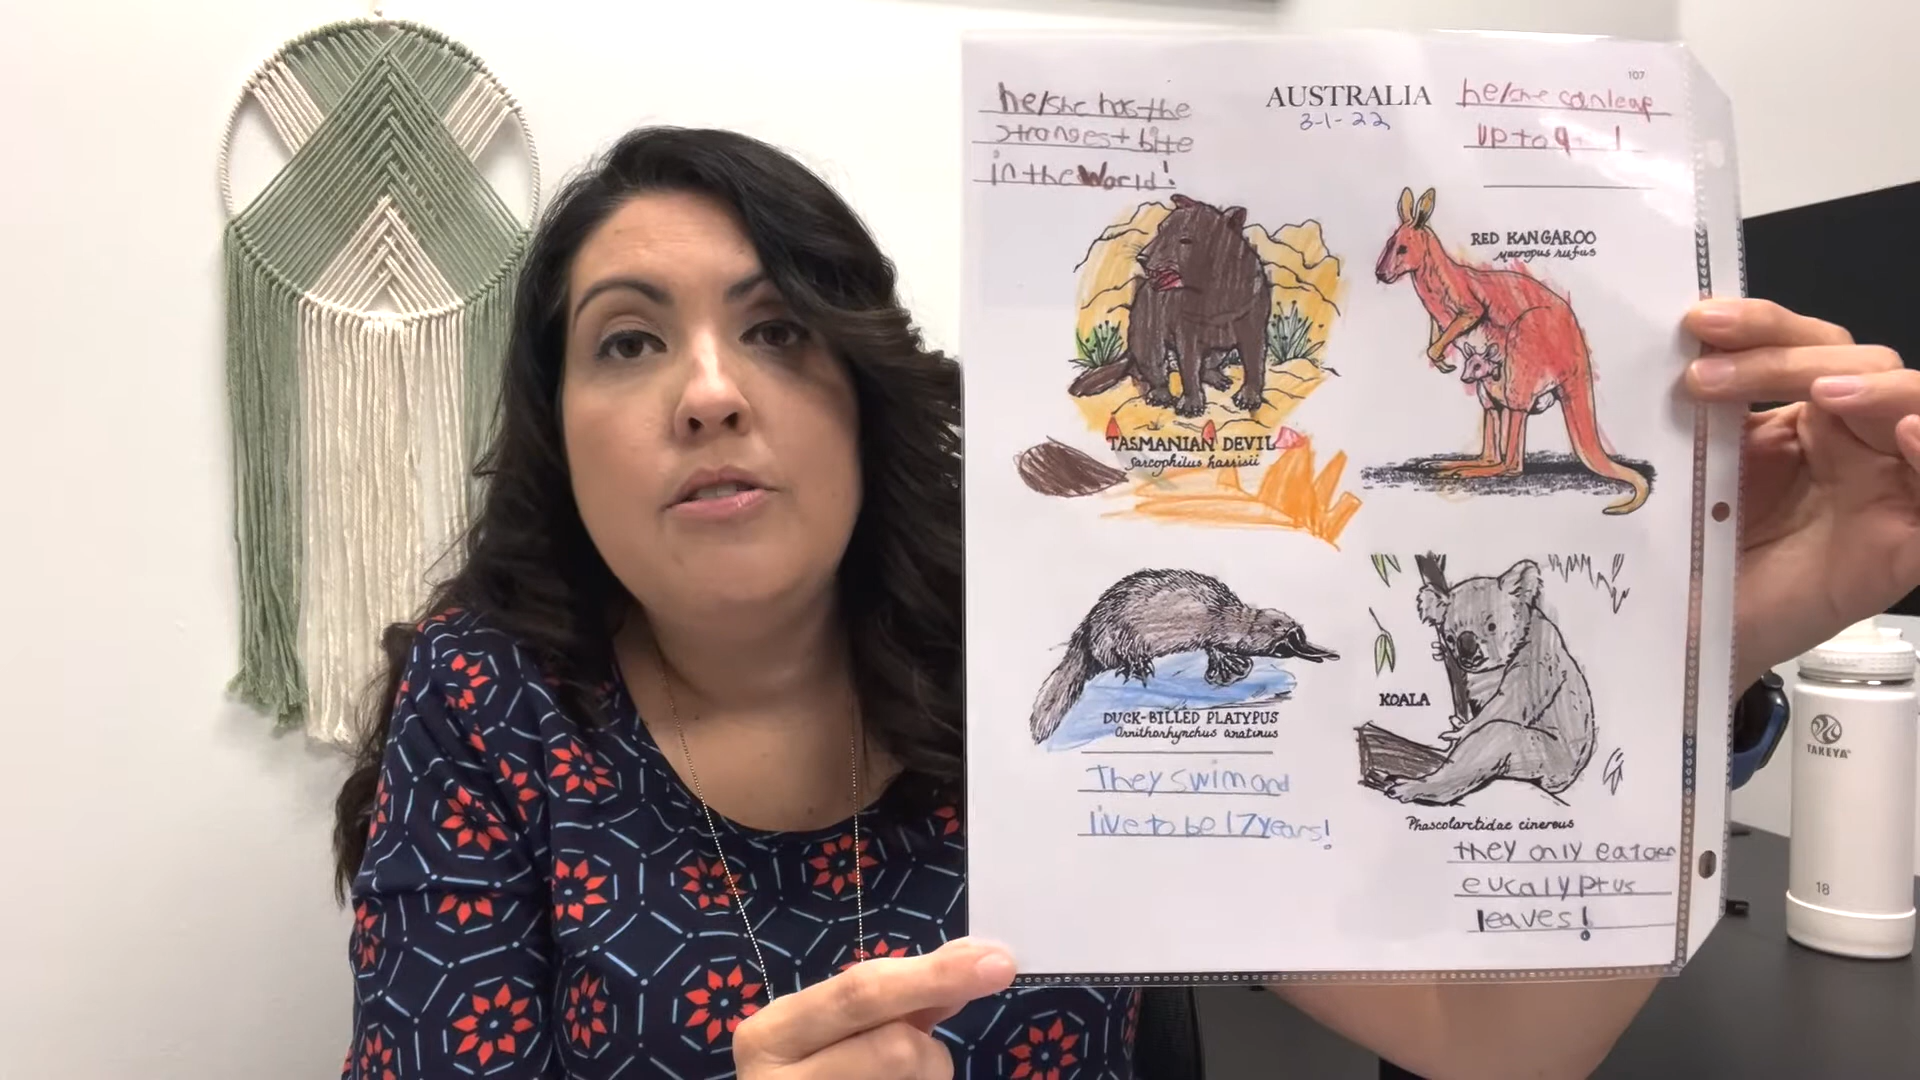 107
AUSTRALIA
3-1-22
he/she has the
strongest bite
in the World!
he/she can leap
up to 9
TASMANIAN DEVIL
Sarcophilus harrisii
RED KANGAROO
Macropus rufus
DUCK-BILLED PLATYPUS
Ornithorhynchus anatinus
They swim and
live to be 17 years!
KOALA
Phascolarctidae cinereus
they only eat
eucalyptus
leaves!
TAKEYA
18